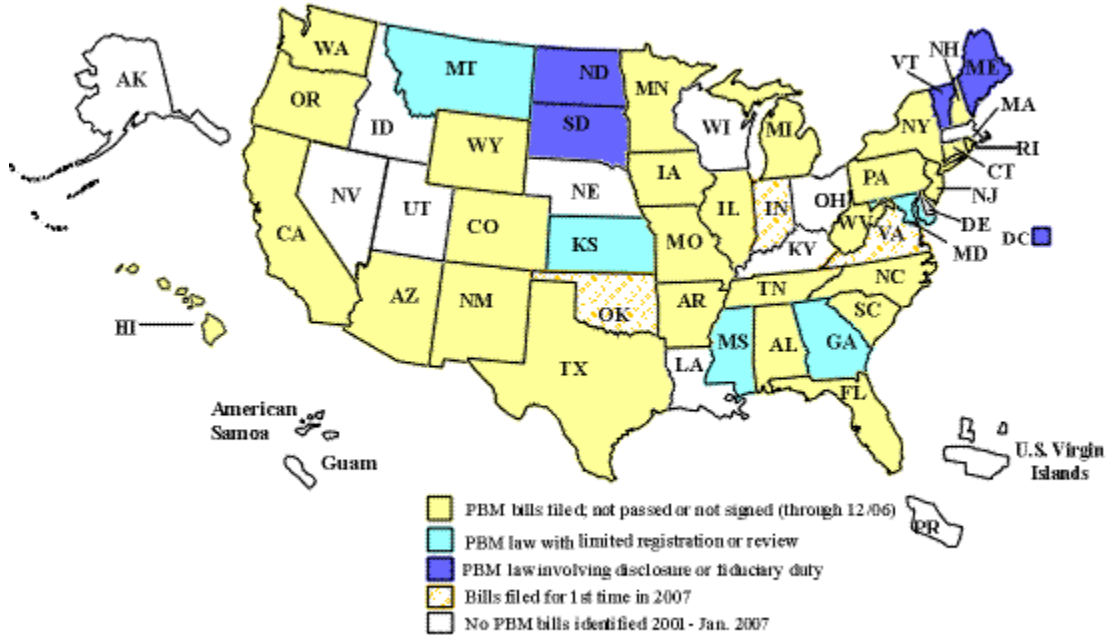 WA
MT
ND
MN
VT
NH
ME
AK
OR
ID
SD
WI
MI
NY
MA
RI
WY
CT
IA
PA
NJ
NE
NV
UT
IL
IN
OH
DE
CA
CO
KS
MO
WV
VA
MD
DC
KY
NC
AZ
NM
OK
AR
TN
SC
HI
MS
AL
GA
TX
LA
FL
American
Samoa
Guam
U.S. Virgin
Islands
PR
PBM bills filed; not passed or not signed (through 12/06)
PBM law with limited registration or review
PBM law involving disclosure or fiduciary duty
Bills filed for 1st time in 2007
No PBM bills identified 2001- Jan. 2007